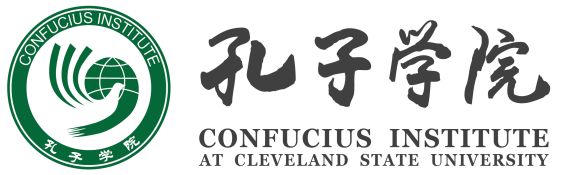 CONFUCIUS INSTITUTE
孔子学院
孔子学院
CONFUCIUS INSTITUTE
AT CLEVELAND STATE UNIVERSITY